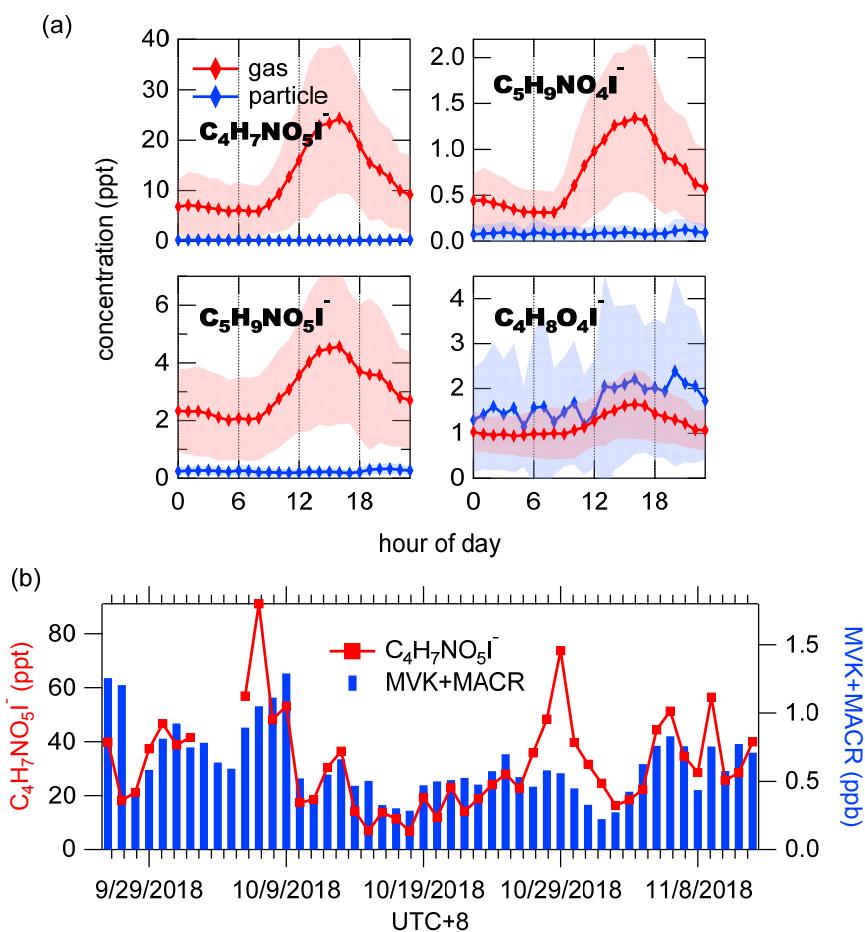 (a)
40
30
20
10
0
gas
particle
C4H7NO5I-
2.0
1.5
1.0
0.5
0.0
C5H9NO4I-
concentration (ppt)
6
4
2
0
C5H9NO5I-
0 6 12 18
4
3
2
1
0
C4H8O4I-
0 6 12 18
hour of day
(b)
C4H7NO5I- (ppt)
80
60
40
20
0
C4H7NO5I-
MVK+MACR
1.5
1.0
0.5
0.0
MVK+MACR (ppb)
9/29/2018 10/9/2018 10/19/2018 10/29/2018 11/8/2018
UTC+8